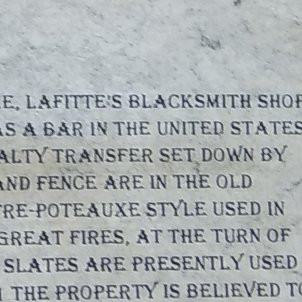 E, LAFITTE'S BLACKSMITH SHOP
AS A BAR IN THE UNITED STATES
ALTY TRANSFER SET DOWN BY
AND FENCE ARE IN THE OLD
RE-POTEAUXE STYLE USED IN
GREAT FIRES, AT THE TURN OF
SLATES ARE PRESENTLY USED
THE PROPERTY IS BELIEVED TO